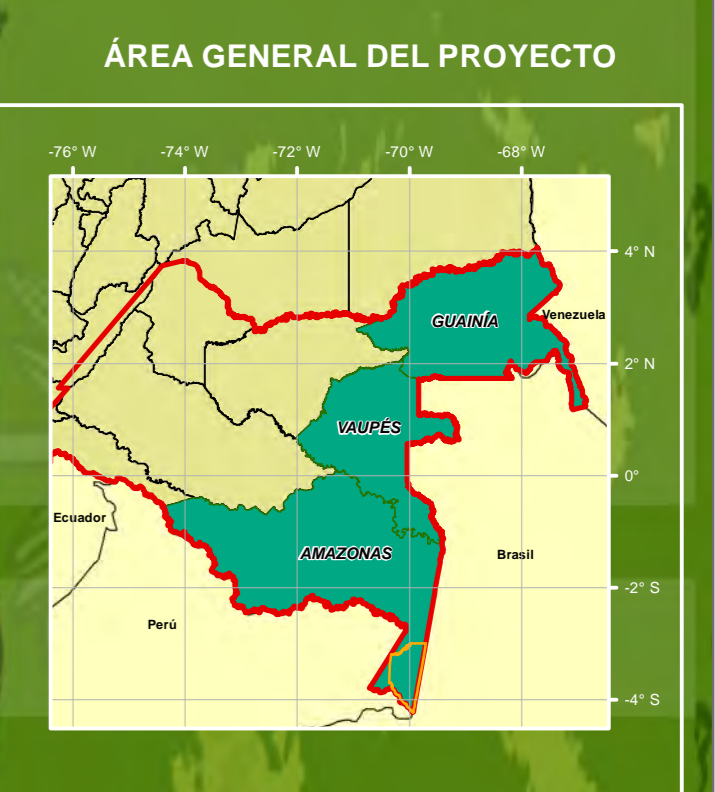 ÁREA GENERAL DEL PROYECTO
-76° W -74° W -72° W -70° W -68° W
4° N
GUAINÍA
Venezuela
2° N
VAUPÉS
0°
Ecuador
AMAZONAS
Brasil
-2° S
Perú
-4° S